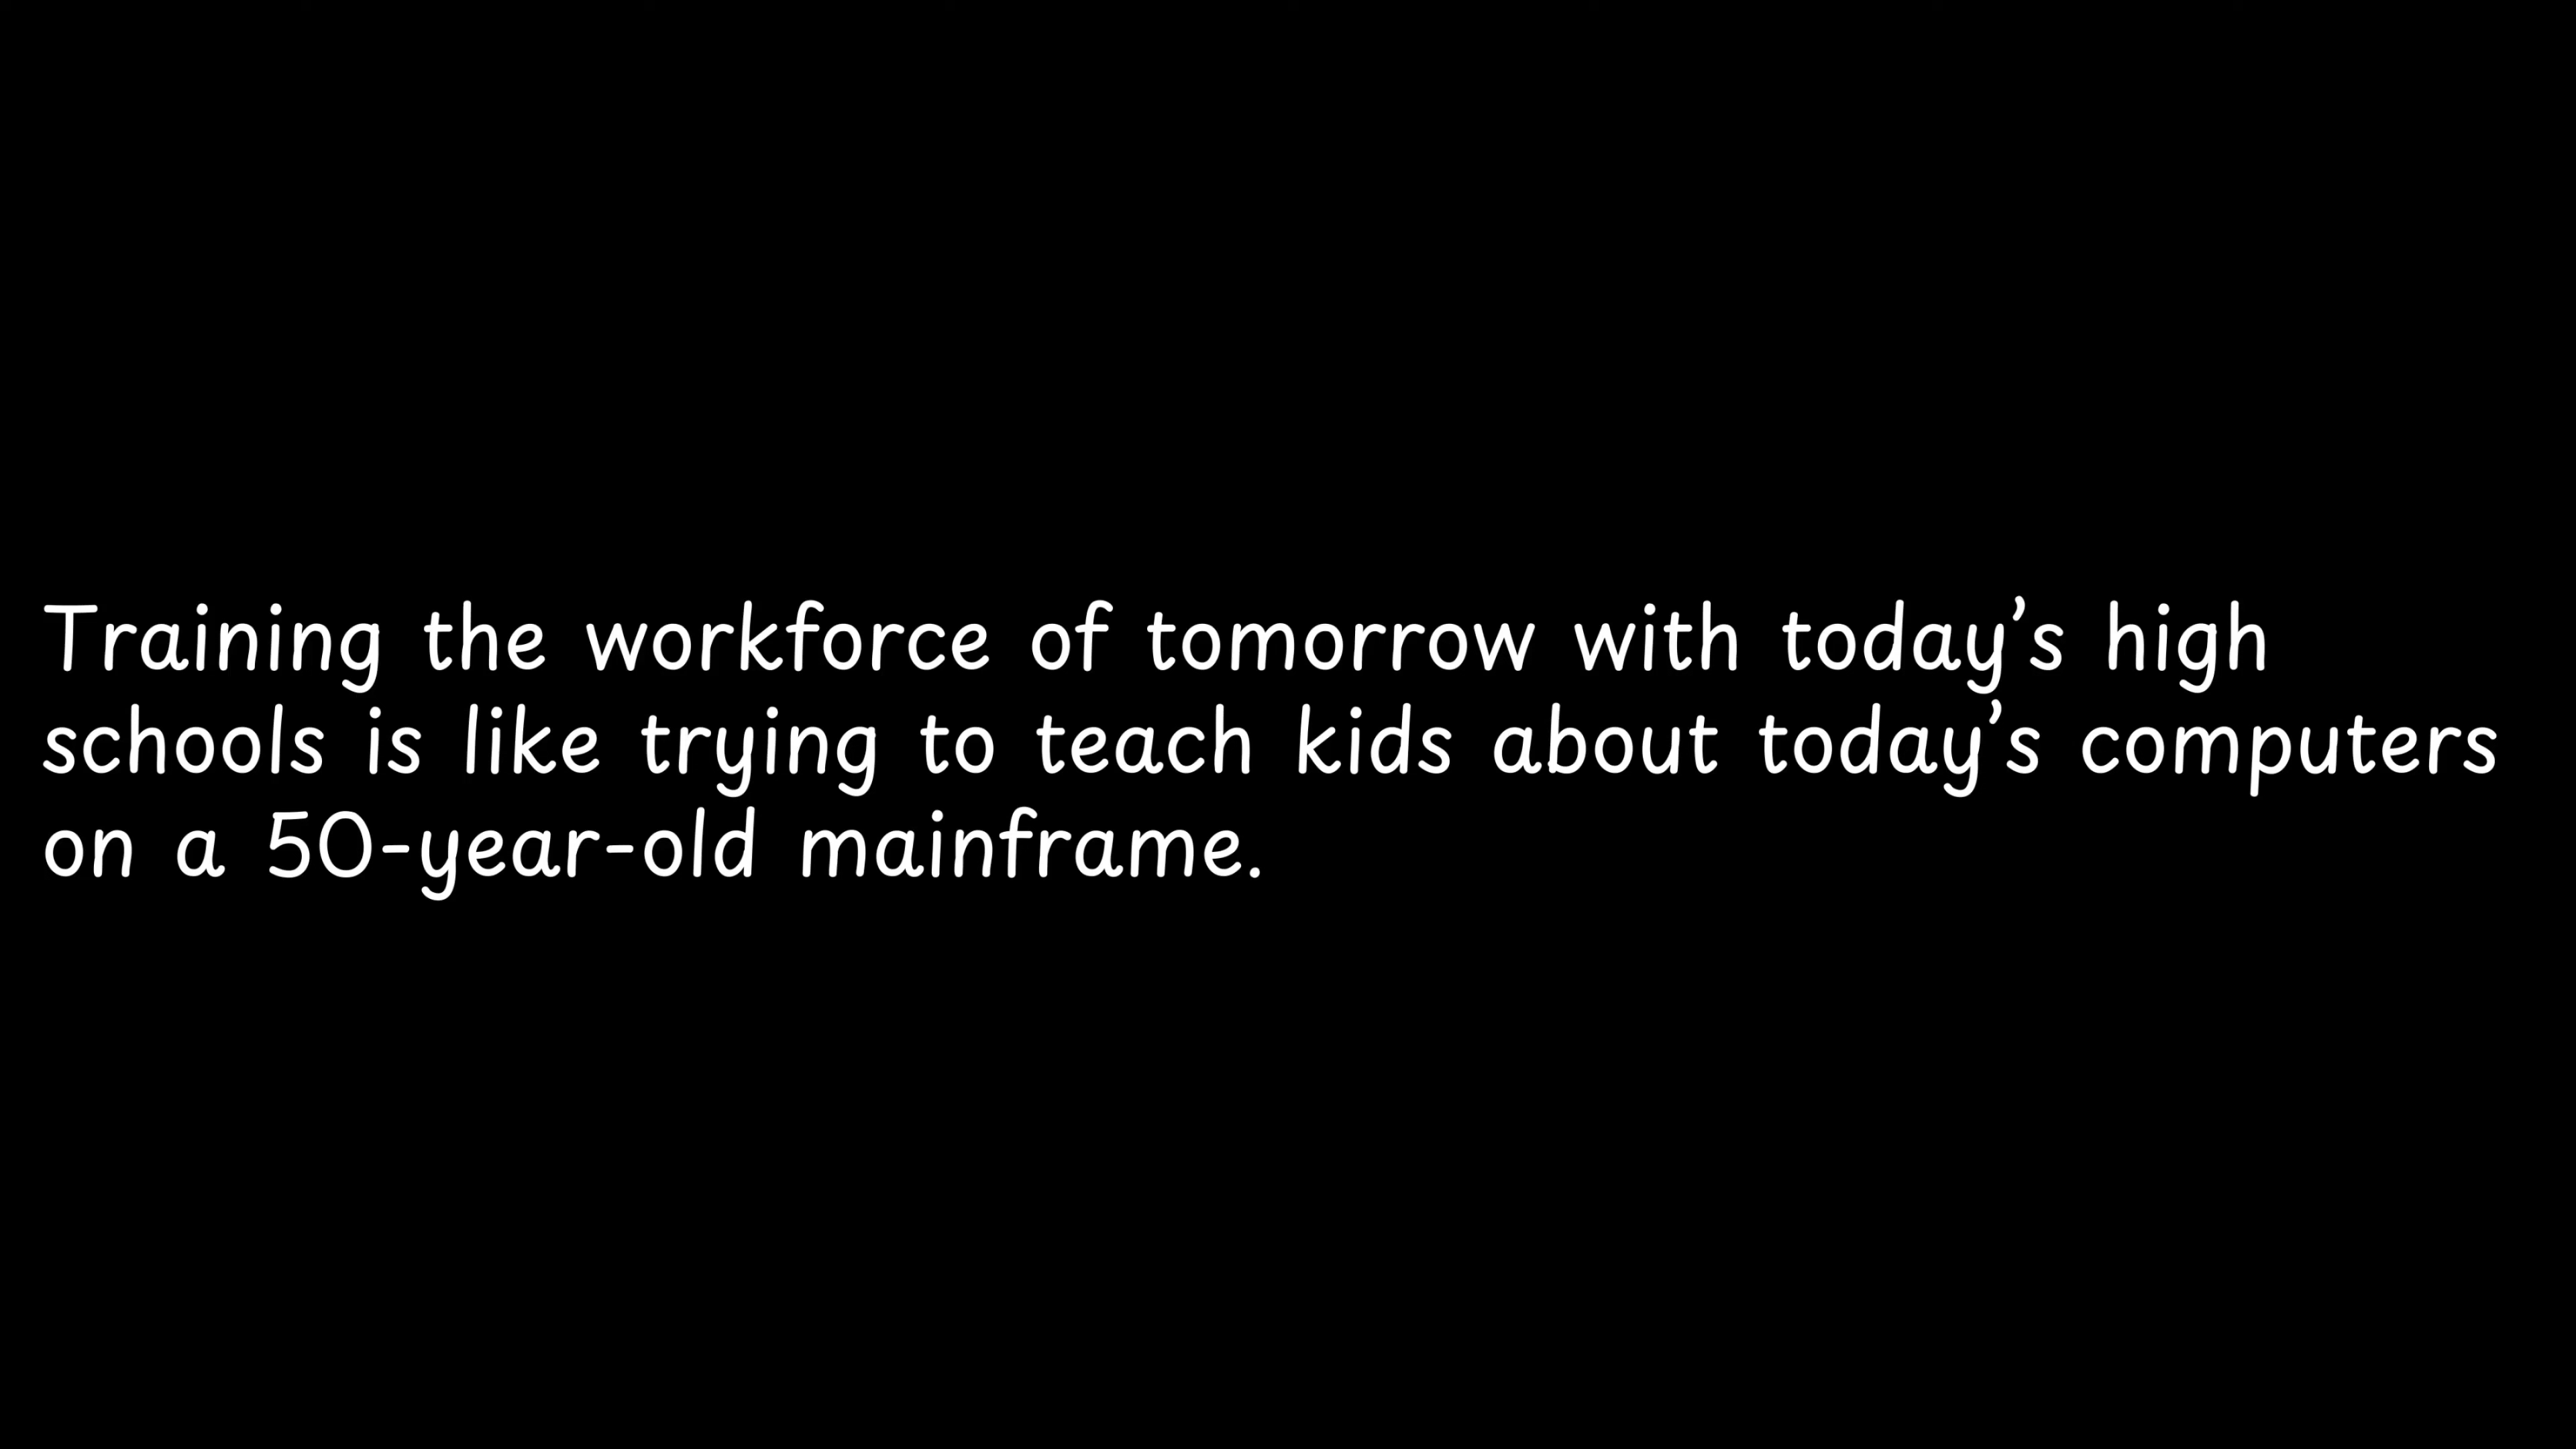 Training the workforce of tomorrow with today’s high
schools is like trying to teach kids about today’s computers
on a 50-year-old mainframe.